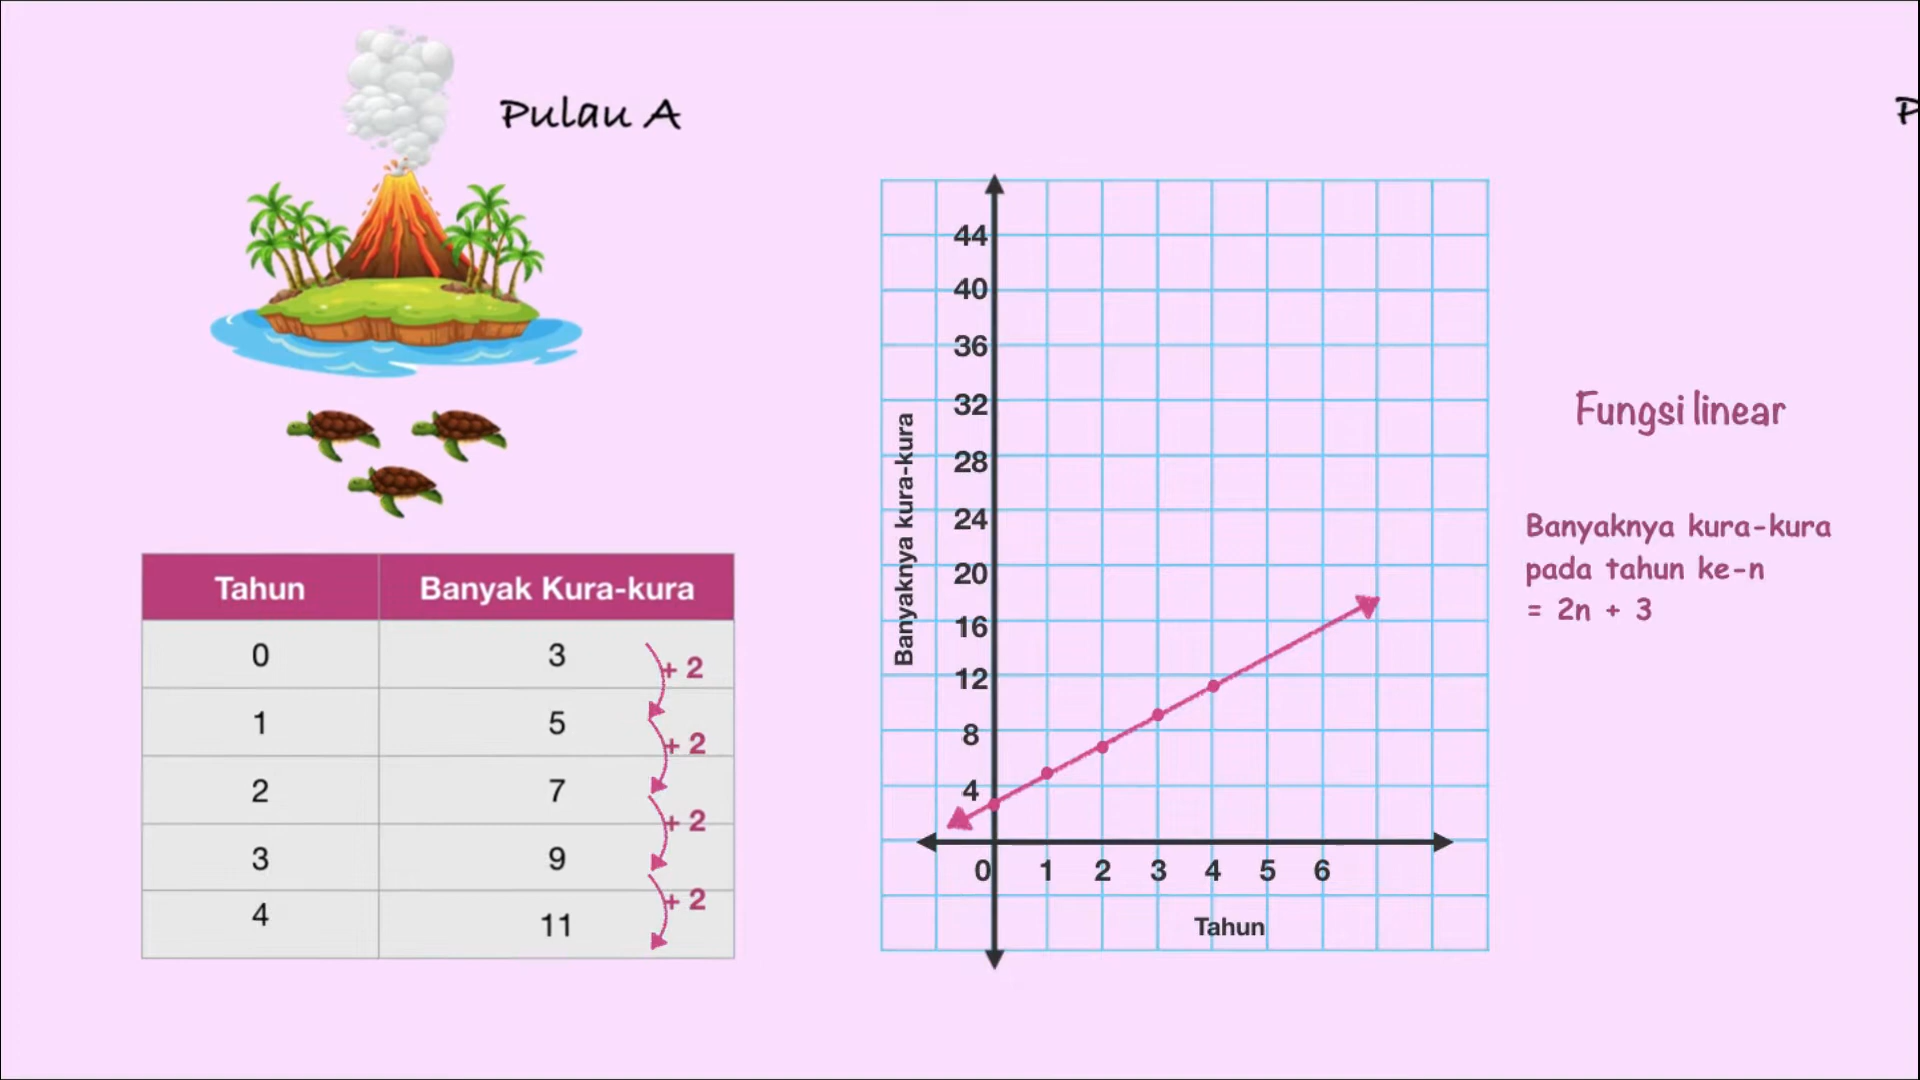 Pulau A
P
Tahun Banyak Kura-kura
0 3
1 5
2 7
3 9
4 11
+ 2
+ 2
+ 2
+ 2
Banyaknya kura-kura
44
40
36
32
28
24
20
16
12
8
4
0 1 2 3 4 5 6
Tahun
Fungsi linear
Banyaknya kura-kura
pada tahun ke-n
= 2n + 3